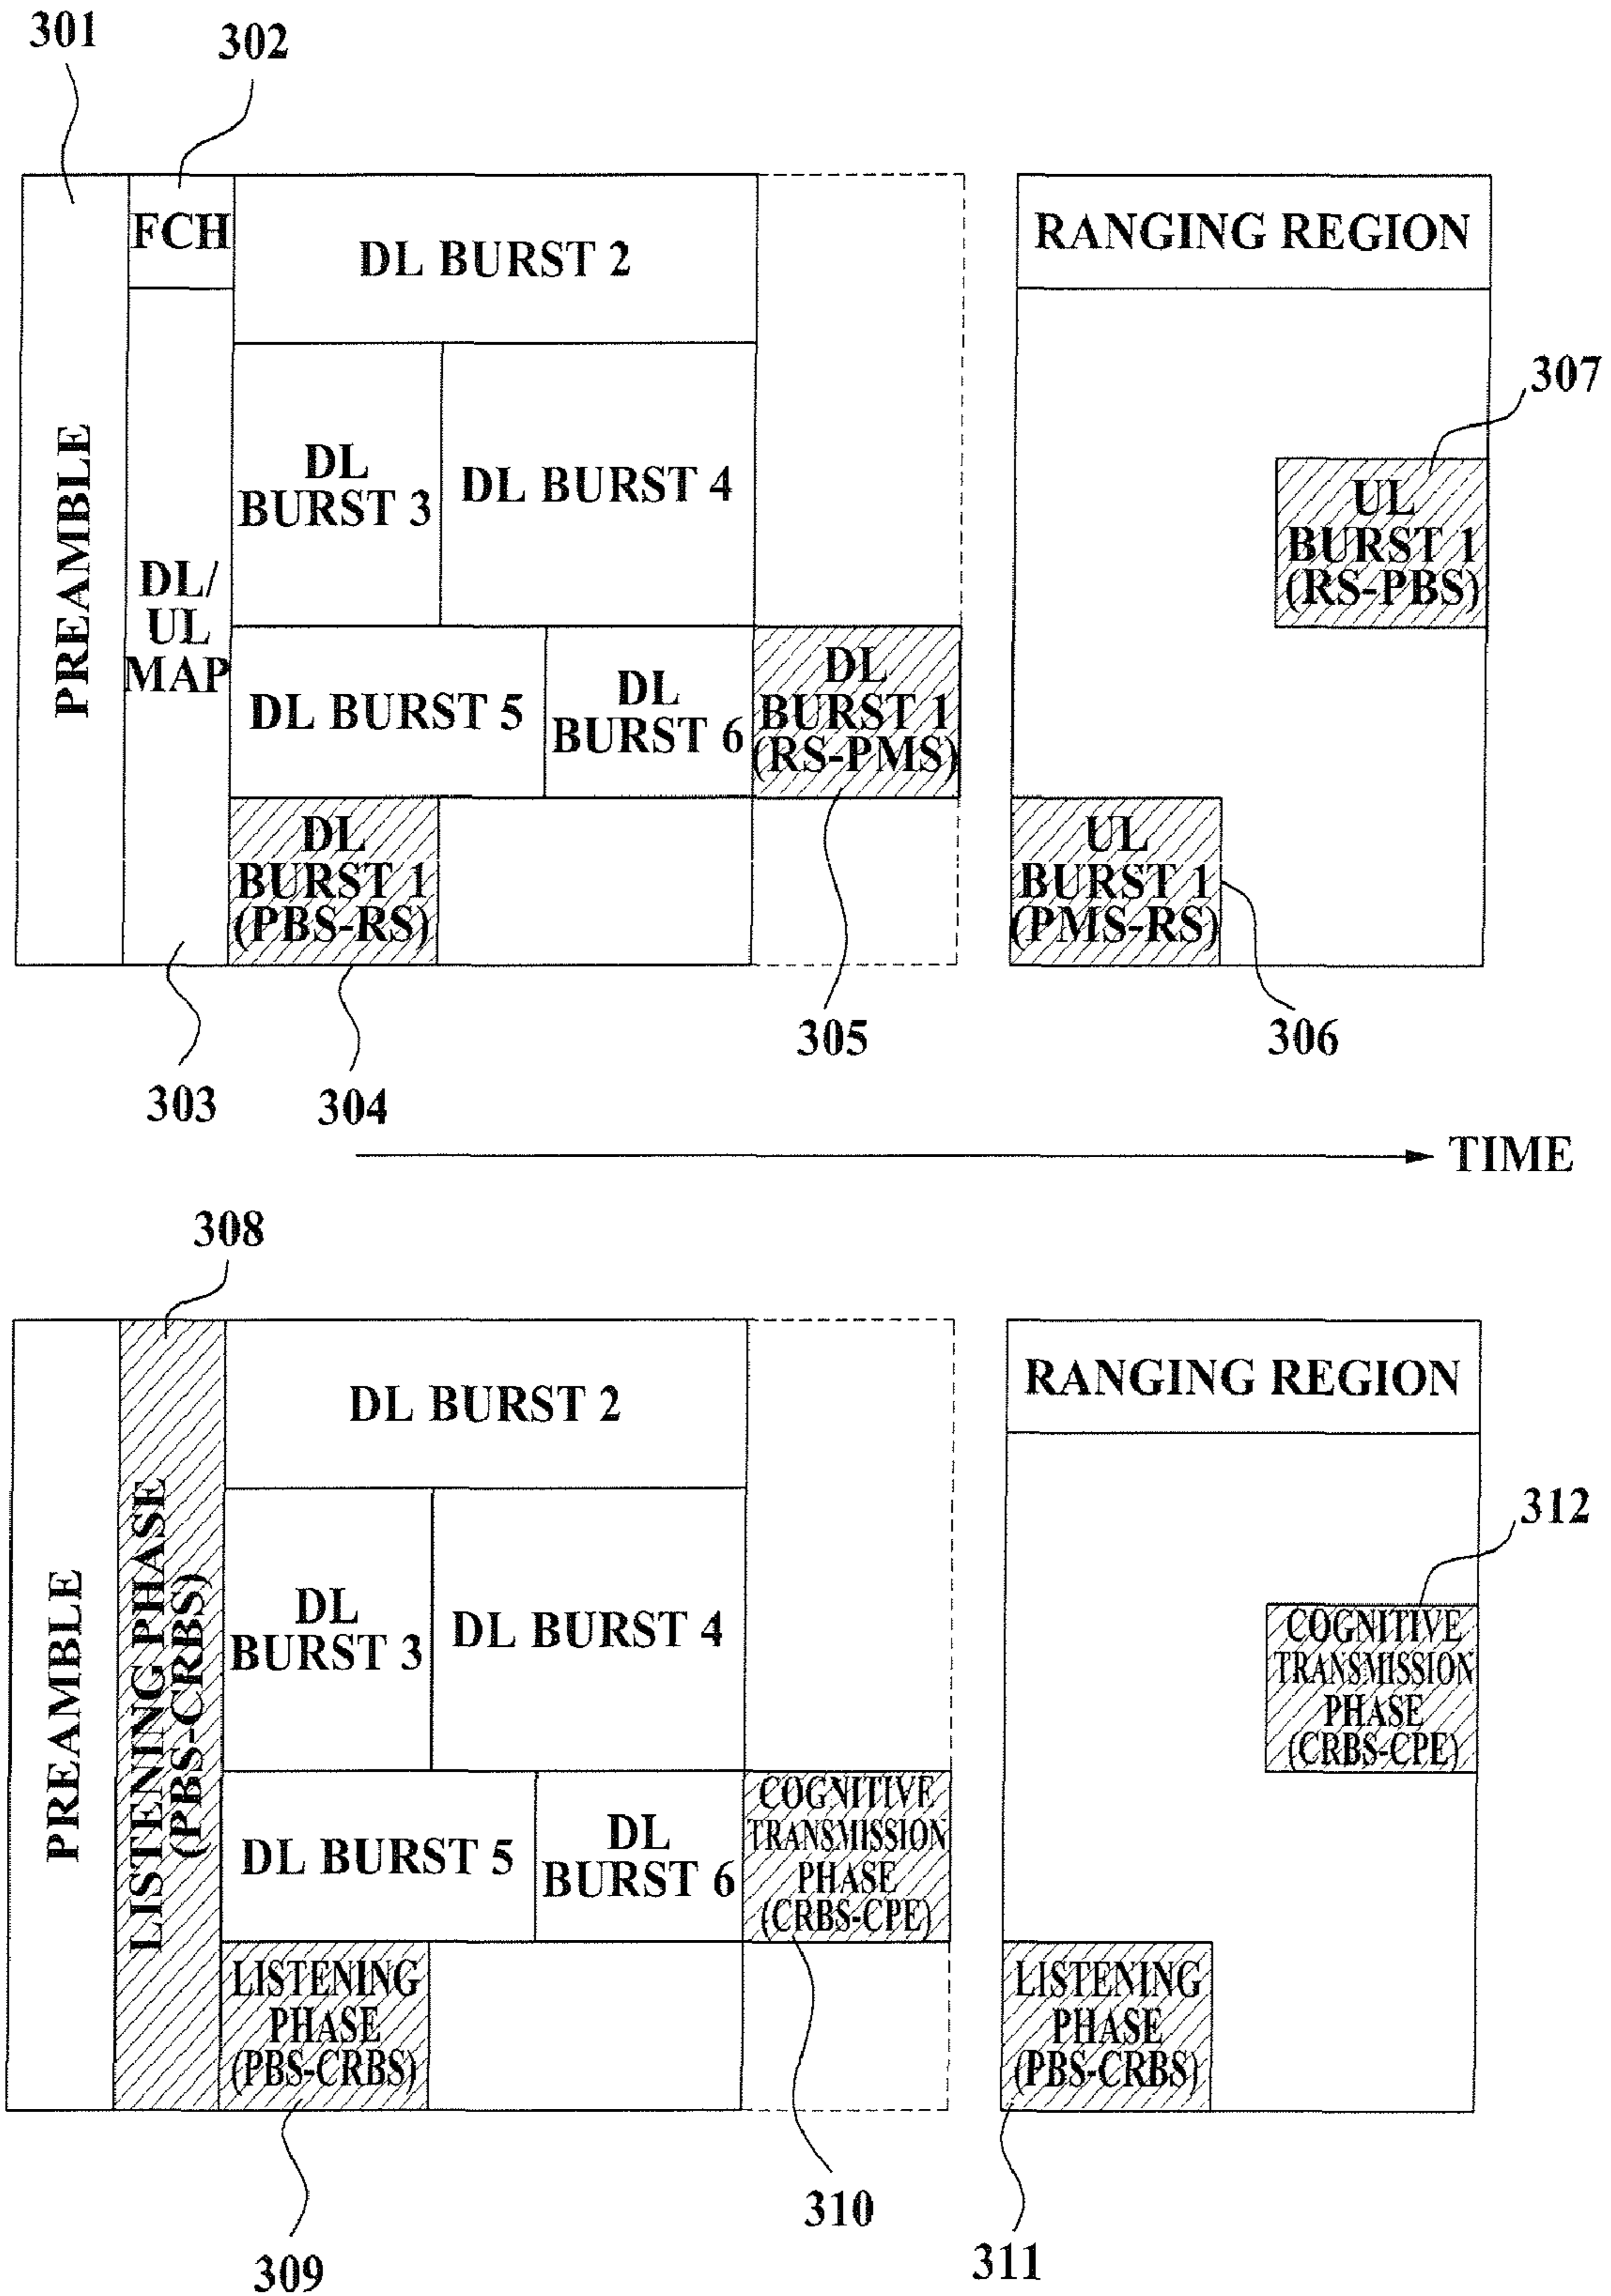 301
302
FCH
DL BURST 2
RANGING REGION
307
PREAMBLE
DL/
UL
MAP
DL
BURST 3
DL BURST 4
UL
BURST 1
(RS-PBS)
DL BURST 5
DL
BURST 6
DL
BURST 1
(RS-PMS)
DL
BURST 1
(PBS-RS)
UL
BURST 1
(PMS-RS)
305
306
303
304
TIME
308
DL BURST 2
RANGING REGION
312
PREAMBLE
LISTENING PHASE
(PBS-CRBS)
DL
BURST 3
DL BURST 4
COGNITIVE
TRANSMISSION
PHASE
(CRBS-CPE)
DL BURST 5
DL
BURST 6
COGNITIVE
TRANSMISSION
PHASE
(CRBS-CPE)
LISTENING
PHASE
(PBS-CRBS)
LISTENING
PHASE
(PBS-CRBS)
310
311
309